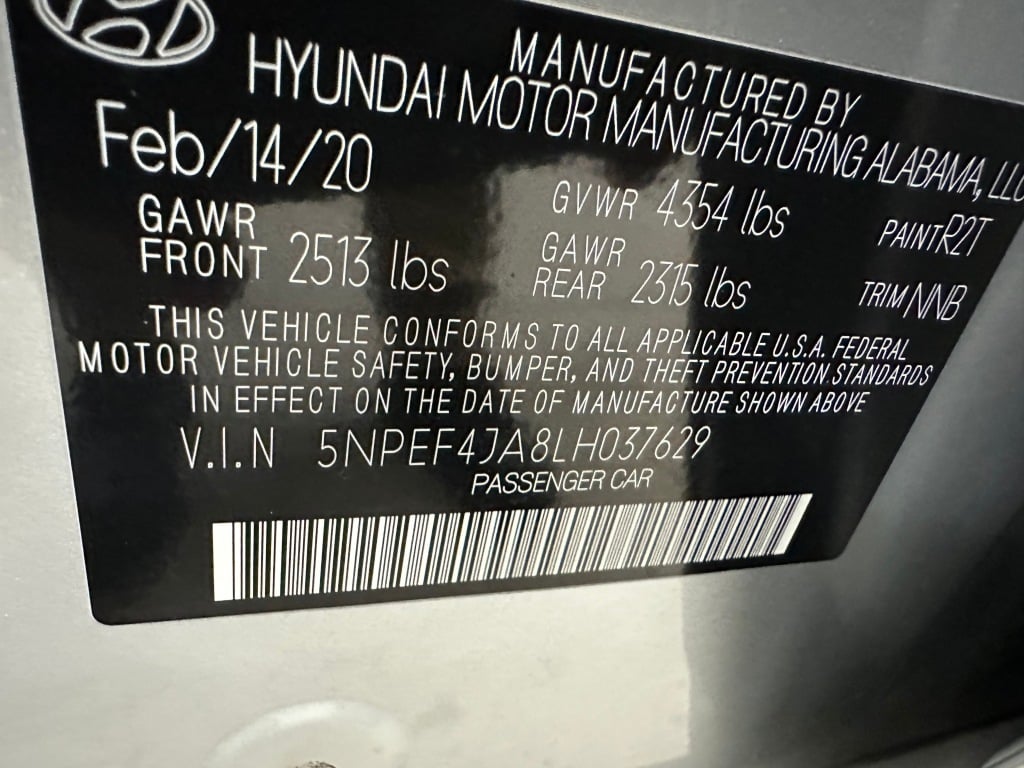 MANUFACTURED BY
HYUNDAI MOTOR MANUFACTURING ALABAMA, LLC
Feb/14/20
GVWR 4354 lbs
PAINT R2T
GAWR
FRONT 2513 lbs
GAWR
REAR 2315 lbs
TRIM NNB
THIS VEHICLE CONFORMS TO ALL APPLICABLE U.S.A. FEDERAL
MOTOR VEHICLE SAFETY, BUMPER, AND THEFT PREVENTION STANDARDS
IN EFFECT ON THE DATE OF MANUFACTURE SHOWN ABOVE
V.I.N 5NPEF4JA8LH037629
PASSENGER CAR